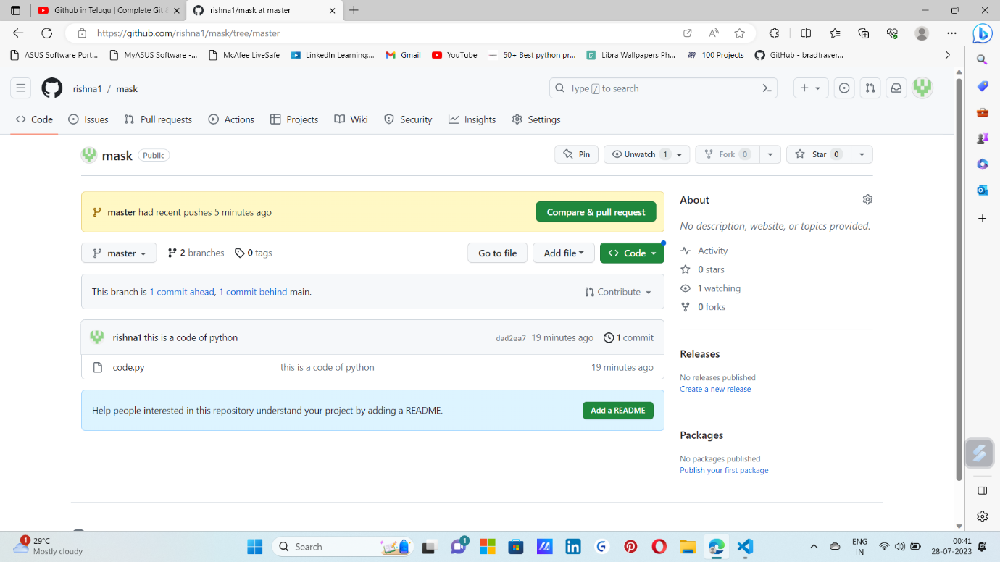 Github in Telugu | Complete Git &
rishna1/mask at master
https://github.com/rishna1/mask/tree/master
ASUS Software Port...
MyASUS Software -...
McAfee LiveSafe
LinkedIn Learning:...
Gmail
YouTube
50+ Best python pr...
Libra Wallpapers Ph...
100 Projects
GitHub - bradtraver...
rishna1 / mask
Type / to search
Code
Issues
Pull requests
Actions
Projects
Wiki
Security
Insights
Settings
mask Public
Pin
Unwatch 1
Fork 0
Star 0
master had recent pushes 5 minutes ago
Compare & pull request
master
2 branches
0 tags
Go to file
Add file
Code
This branch is 1 commit ahead, 1 commit behind main.
Contribute
rishna1 this is a code of python
dad2ea7 19 minutes ago
1 commit
code.py
this is a code of python
19 minutes ago
Help people interested in this repository understand your project by adding a README.
Add a README
About
No description, website, or topics provided.
Activity
0 stars
1 watching
0 forks
Releases
No releases published
Create a new release
Packages
No packages published
Publish your first package
1
29°C
Mostly cloudy
Search
1
ENG
IN
00:41
28-07-2023